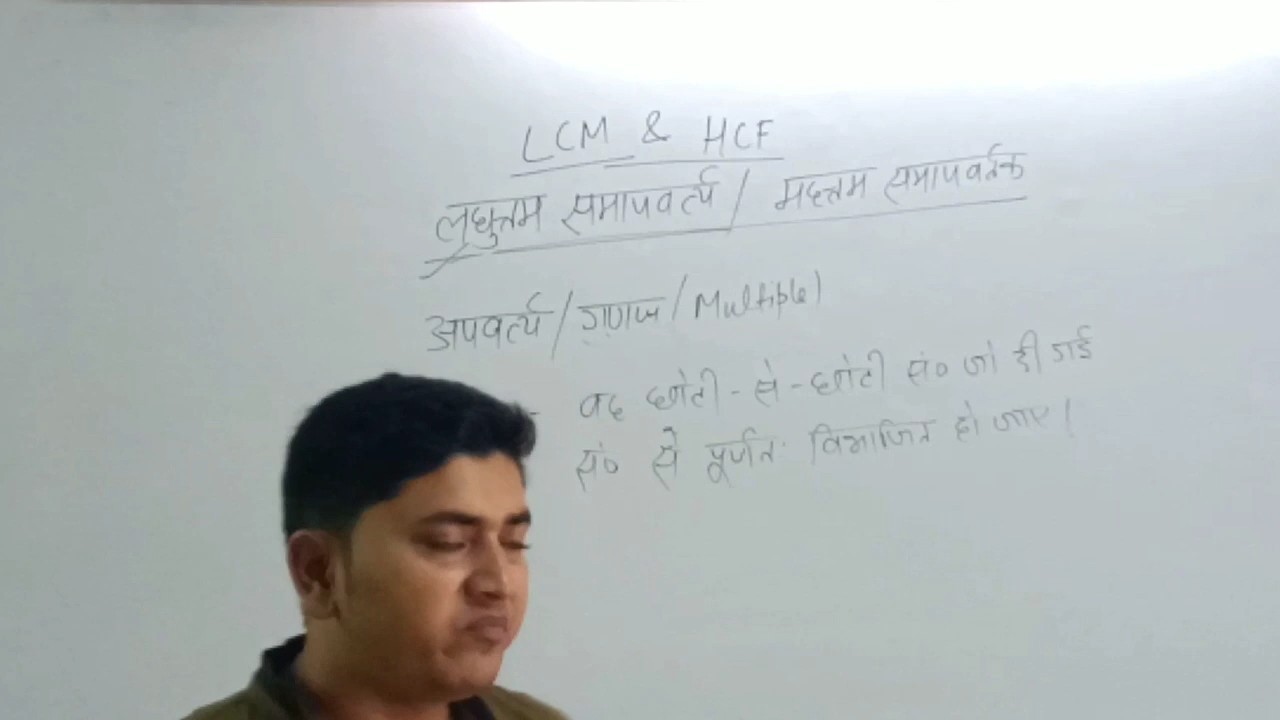 LCM & HCF
लघुत्तम समापवर्त्य / महत्तम समापवर्तक
अपवर्त्य / गुणज / Multiple)
- वह छोटी - से - छोटी सं० जो दी गई
सं० से पूर्णतः विभाजित हो जाए।